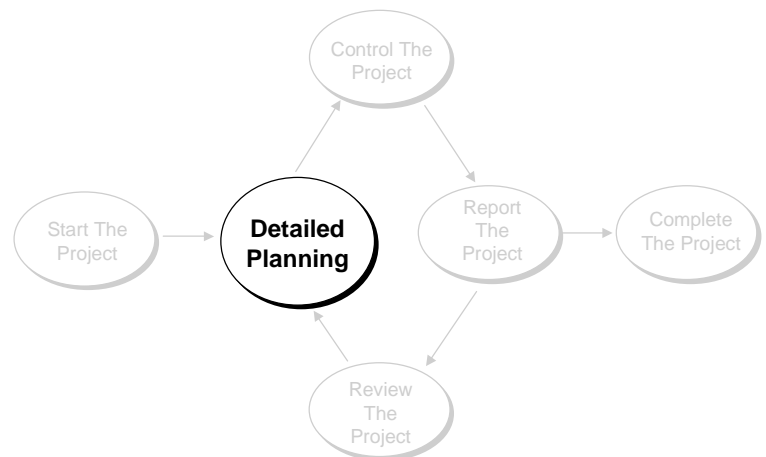 Control The
Project
Start The
Project
Detailed
Planning
Report
The
Project
Complete
The Project
Review
The
Project